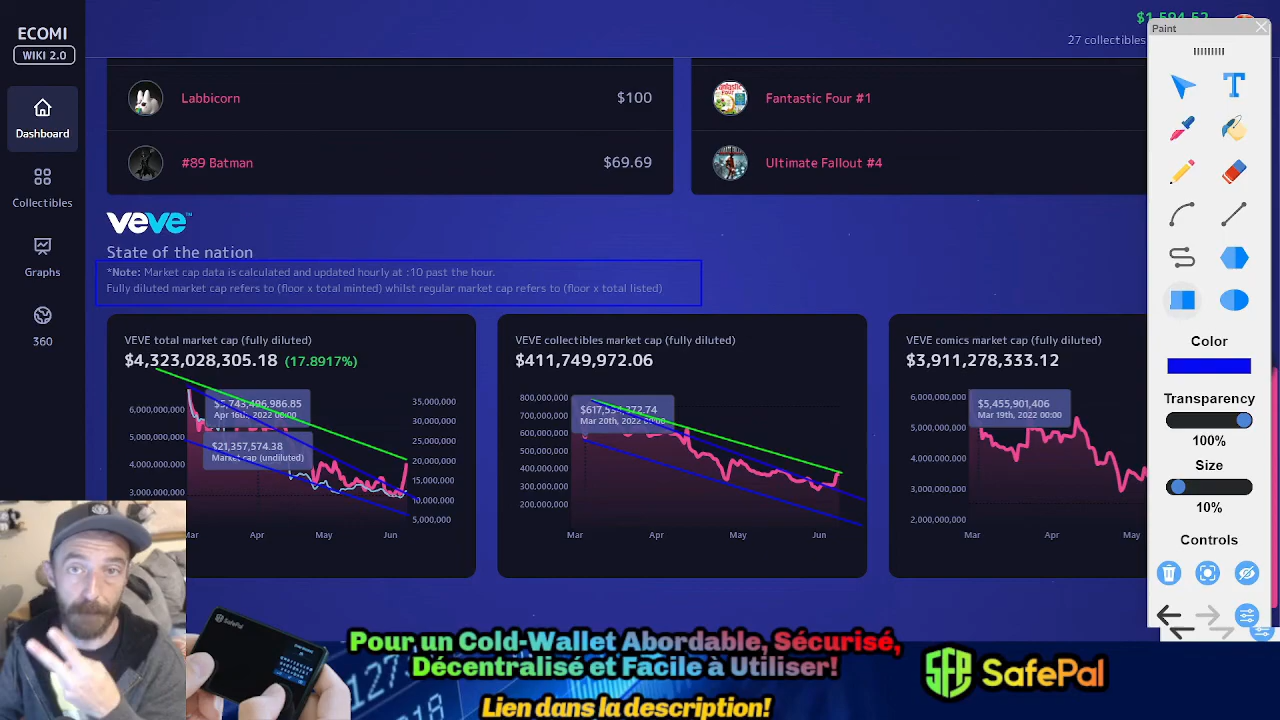 ECOMI
WIKI 2.0
Dashboard
Collectibles
Graphs
360
27 collectibles
Labbicorn
$100
#89 Batman
$69.69
Fantastic Four #1
Ultimate Fallout #4
veve™
State of the nation
*Note: Market cap data is calculated and updated hourly at :10 past the hour.
Fully diluted market cap refers to (floor x total minted) whilst regular market cap refers to (floor x total listed)
VEVE total market cap (fully diluted)
$4,323,028,305.18 (17.8917%)
6,000,000,000
5,000,000,000
4,000,000,000
3,000,000,000
Apr 16th, 2022 00:00
$21,357,574.38
Market cap (undiluted)
35,000,000
30,000,000
25,000,000
20,000,000
15,000,000
10,000,000
5,000,000
Mar
Apr
May
Jun
VEVE collectibles market cap (fully diluted)
$411,749,972.06
800,000,000
700,000,000
600,000,000
500,000,000
400,000,000
300,000,000
200,000,000
Mar 20th, 2022 00:00
Mar
Apr
May
Jun
VEVE comics market cap (fully diluted)
$3,911,278,333.12
6,000,000,000
5,000,000,000
4,000,000,000
3,000,000,000
2,000,000,000
$5,455,901,406
Mar 19th, 2022 00:00
Mar
Apr
May
Paint
T
Color
Transparency
100%
Size
10%
Controls
SafePal
Pour un Cold-Wallet Abordable, Sécurisé,
Décentralisé et Facile à Utiliser!
Lien dans la description!
SFP
SafePal